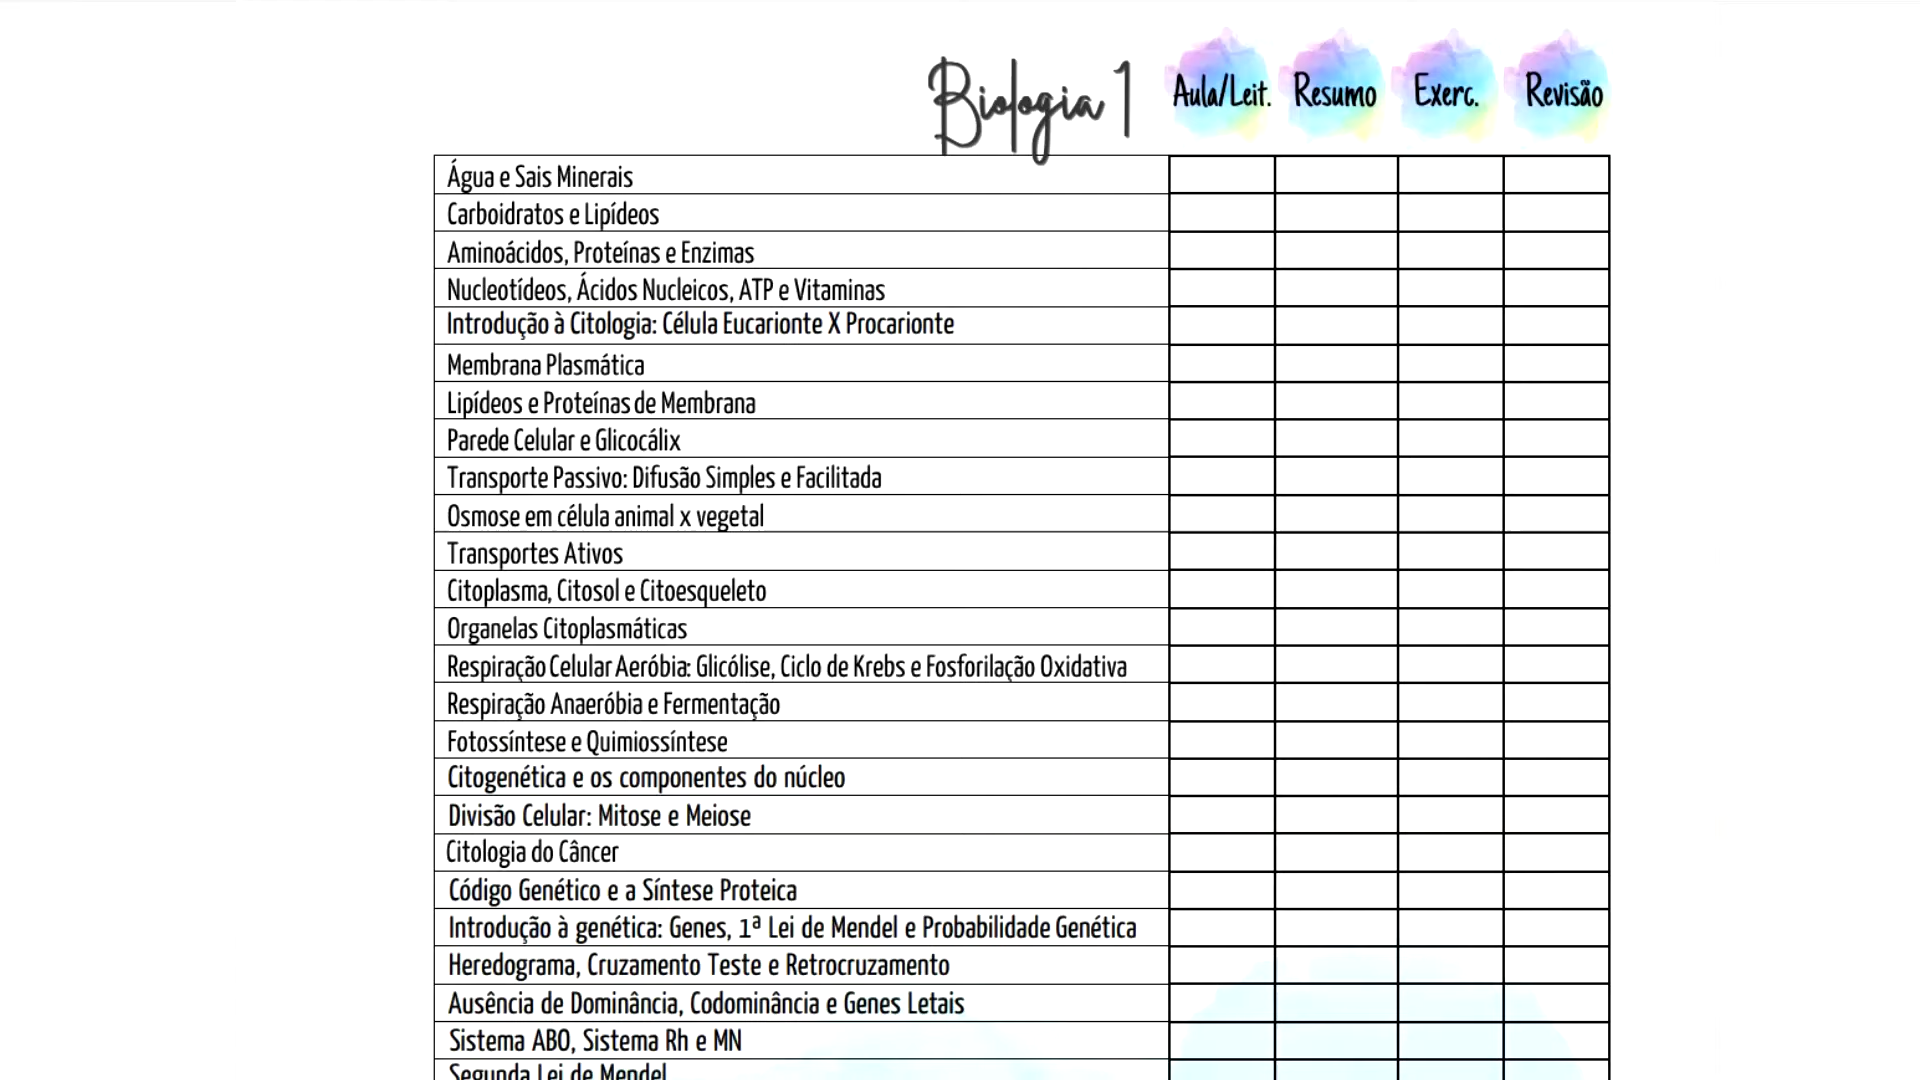 Biologia 1 Aula/Leit. Resumo Exerc. Revisão
Água e Sais Minerais
Carboidratos e Lipídeos
Aminoácidos, Proteínas e Enzimas
Nucleotídeos, Ácidos Nucleicos, ATP e Vitaminas
Introdução à Citologia: Célula Eucarionte X Procarionte
Membrana Plasmática
Lipídeos e Proteínas de Membrana
Parede Celular e Glicocálix
Transporte Passivo: Difusão Simples e Facilitada
Osmose em célula animal x vegetal
Transportes Ativos
Citoplasma, Citosol e Citoesqueleto
Organelas Citoplasmáticas
Respiração Celular Aeróbia: Glicólise, Ciclo de Krebs e Fosforilação Oxidativa
Respiração Anaeróbia e Fermentação
Fotossíntese e Quimiossíntese
Citogenética e os componentes do núcleo
Divisão Celular: Mitose e Meiose
Citologia do Câncer
Código Genético e a Síntese Proteica
Introdução à genética: Genes, 1ª Lei de Mendel e Probabilidade Genética
Heredograma, Cruzamento Teste e Retrocruzamento
Ausência de Dominância, Codominância e Genes Letais
Sistema ABO, Sistema Rh e MN
Segunda Lei de Mendel